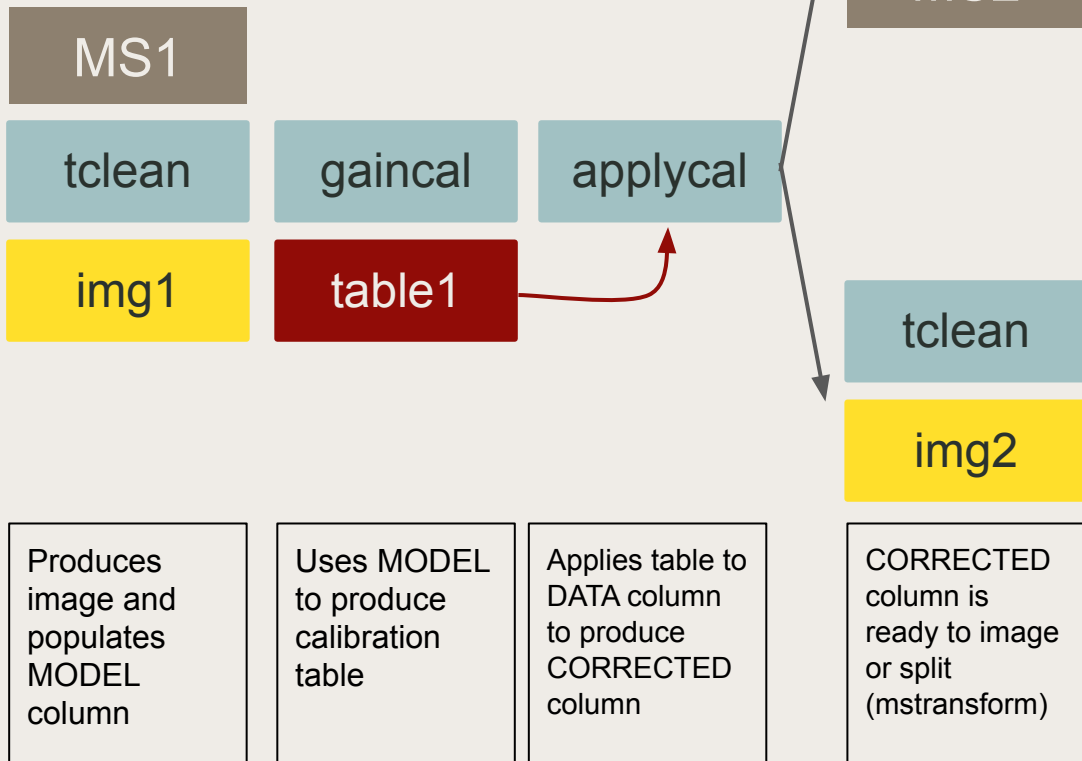 MS1
tclean
gaincal
applycal
img1
table1
tclean
img2
Produces
image and
populates
MODEL
column
Uses MODEL
to produce
calibration
table
Applies table to
DATA column
to produce
CORRECTED
column
CORRECTED
column is
ready to image
or split
(mstransform)